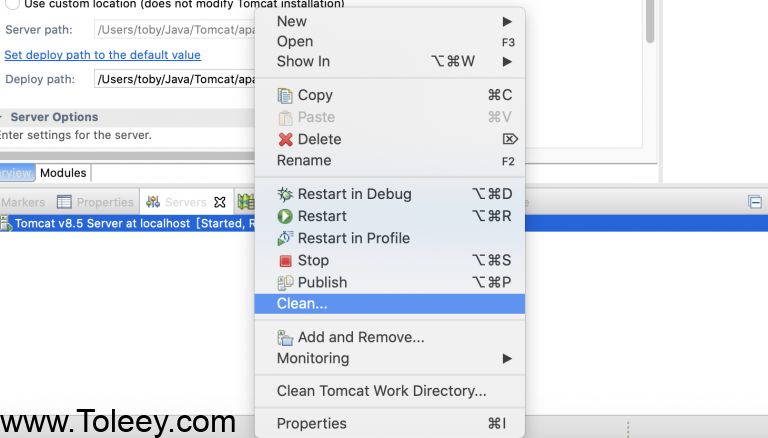 Use custom location (does not modify Tomcat installation)
Server path: /Users/toby/Java/Tomcat/apa
Set deploy path to the default value
Deploy path: /Users/toby/Java/Tomcat/apa
Server Options
Enter settings for the server.
erview Modules
Markers Properties Servers
Tomcat v8.5 Server at localhost [Started, R
New
Open F3
Show In ⌥⌘W
Copy ⌘C
Paste ⌘V
Delete ⌦
Rename F2
Restart in Debug ⌥⌘D
Restart ⌥⌘R
Restart in Profile
Stop ⌥⌘S
Publish ⌥⌘P
Clean...
Add and Remove...
Monitoring
Clean Tomcat Work Directory...
Properties ⌘I
www.Toleey.com